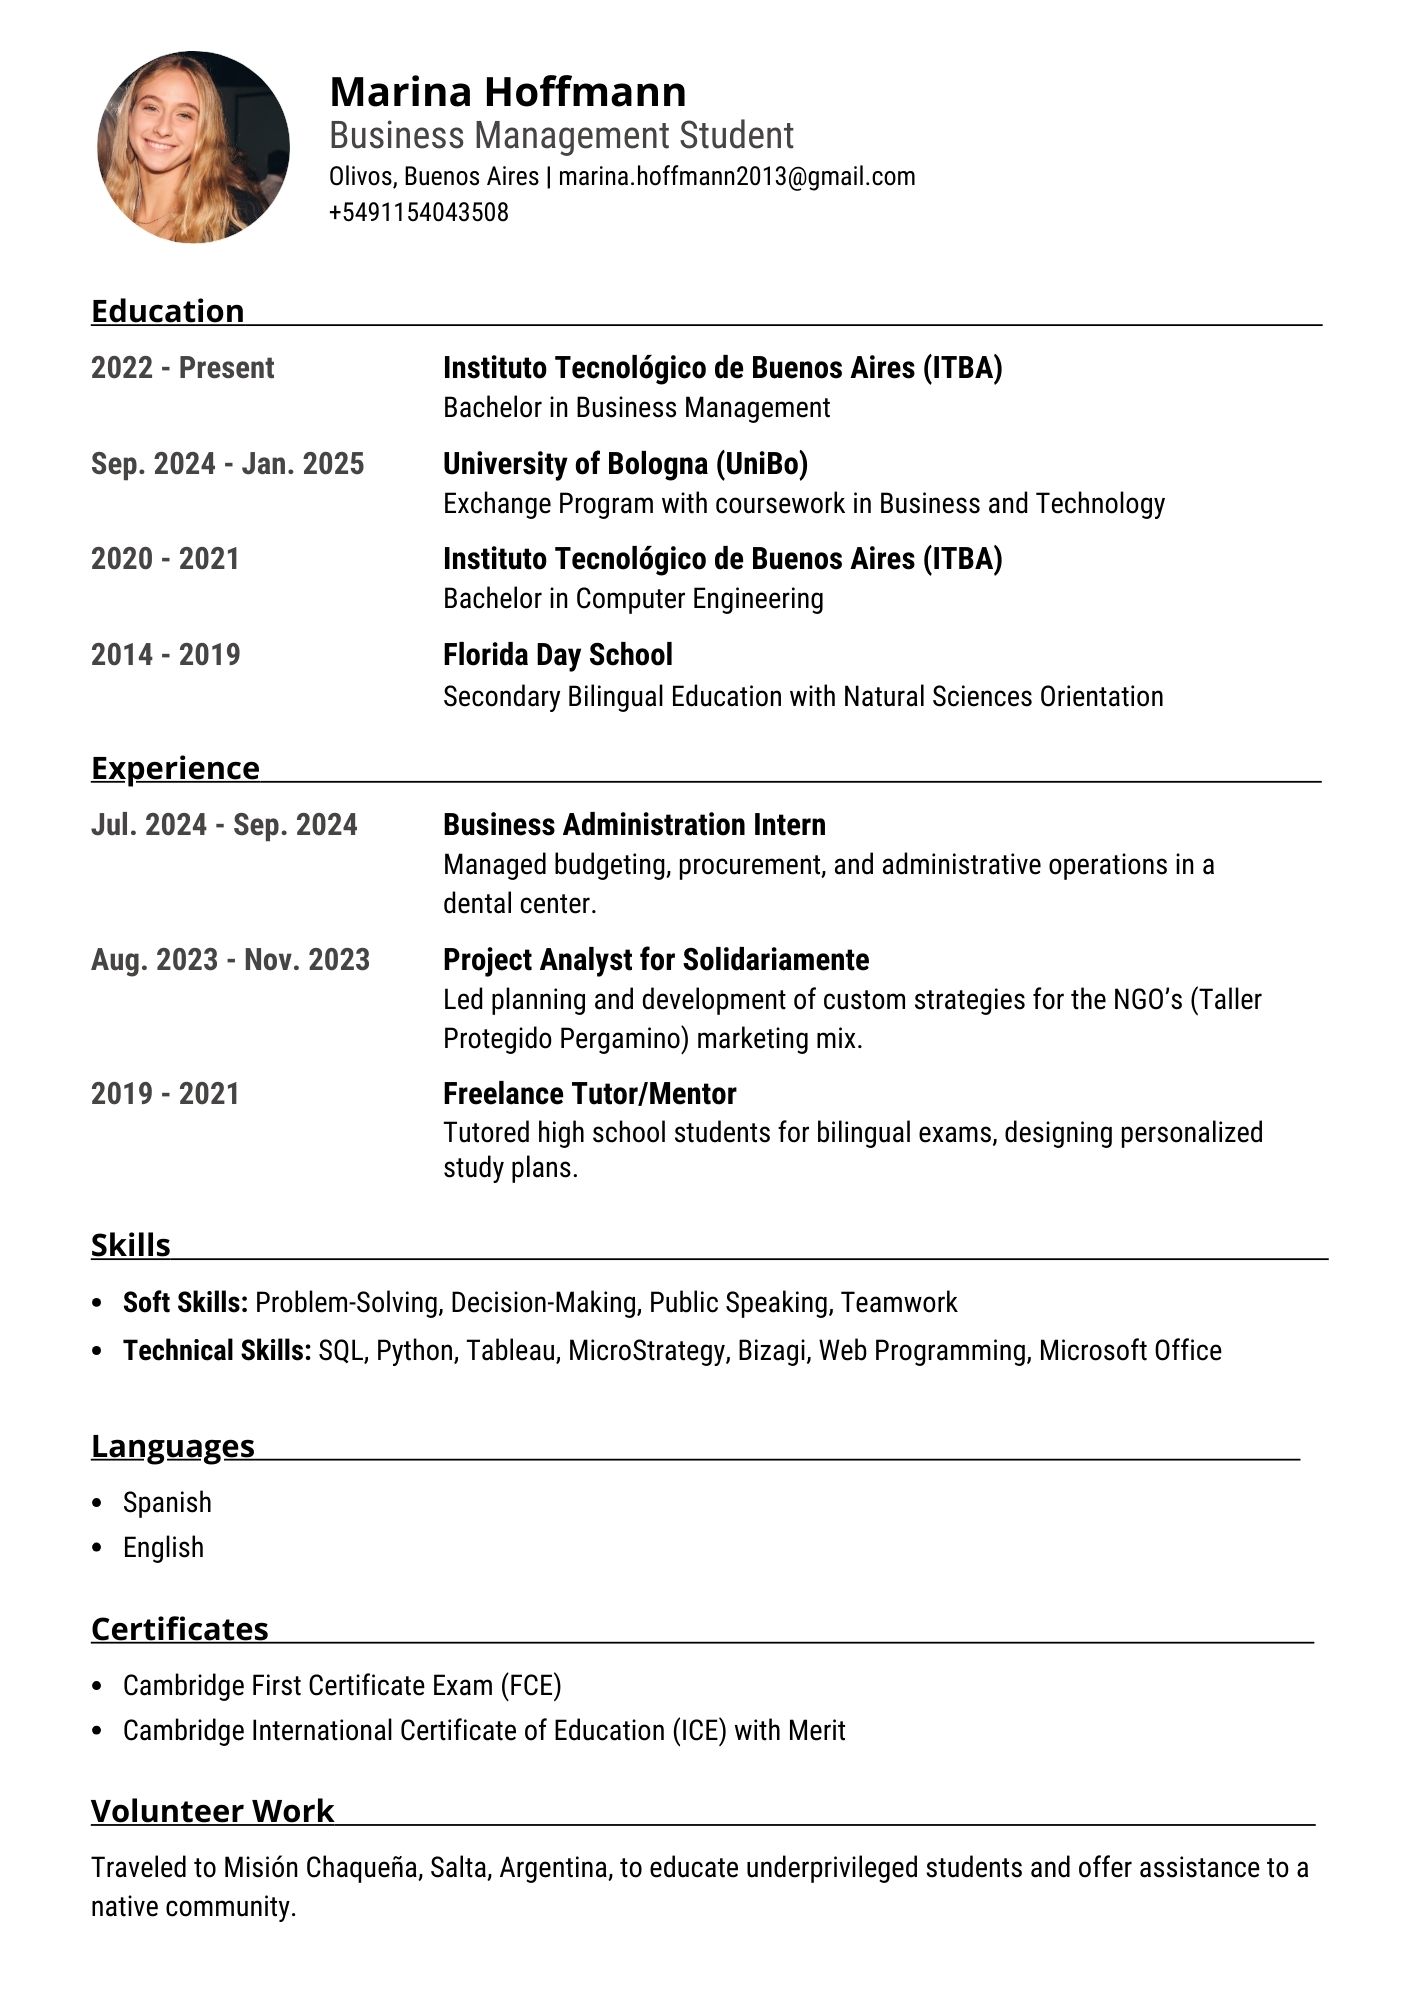 Marina Hoffmann
Business Management Student
Olivos, Buenos Aires | marina.hoffmann2013@gmail.com
+5491154043508
Education
2022 - Present
Instituto Tecnológico de Buenos Aires (ITBA)
Bachelor in Business Management
Sep. 2024 - Jan. 2025
University of Bologna (UniBo)
Exchange Program with coursework in Business and Technology
2020 - 2021
Instituto Tecnológico de Buenos Aires (ITBA)
Bachelor in Computer Engineering
2014 - 2019
Florida Day School
Secondary Bilingual Education with Natural Sciences Orientation
Experience
Jul. 2024 - Sep. 2024
Business Administration Intern
Managed budgeting, procurement, and administrative operations in a
dental center.
Aug. 2023 - Nov. 2023
Project Analyst for Solidariamente
Led planning and development of custom strategies for the NGO’s (Taller
Protegido Pergamino) marketing mix.
2019 - 2021
Freelance Tutor/Mentor
Tutored high school students for bilingual exams, designing personalized
study plans.
Skills
• Soft Skills: Problem-Solving, Decision-Making, Public Speaking, Teamwork
• Technical Skills: SQL, Python, Tableau, MicroStrategy, Bizagi, Web Programming, Microsoft Office
Languages
• Spanish
• English
Certificates
• Cambridge First Certificate Exam (FCE)
• Cambridge International Certificate of Education (ICE) with Merit
Volunteer Work
Traveled to Misión Chaqueña, Salta, Argentina, to educate underprivileged students and offer assistance to a
native community.